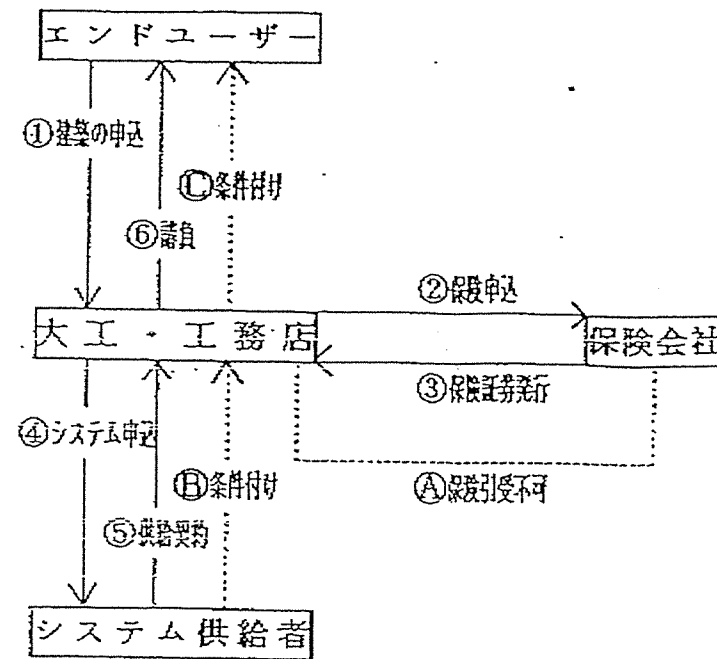 エンドユーザー
①建築の申込
Ⓒ条件付け
⑥請負
②保険申込
大工・工務店
保険会社
③保険証券発行
④システム申込
Ⓑ条件付け
Ⓐ保険引受不可
⑤供給契約
システム供給者